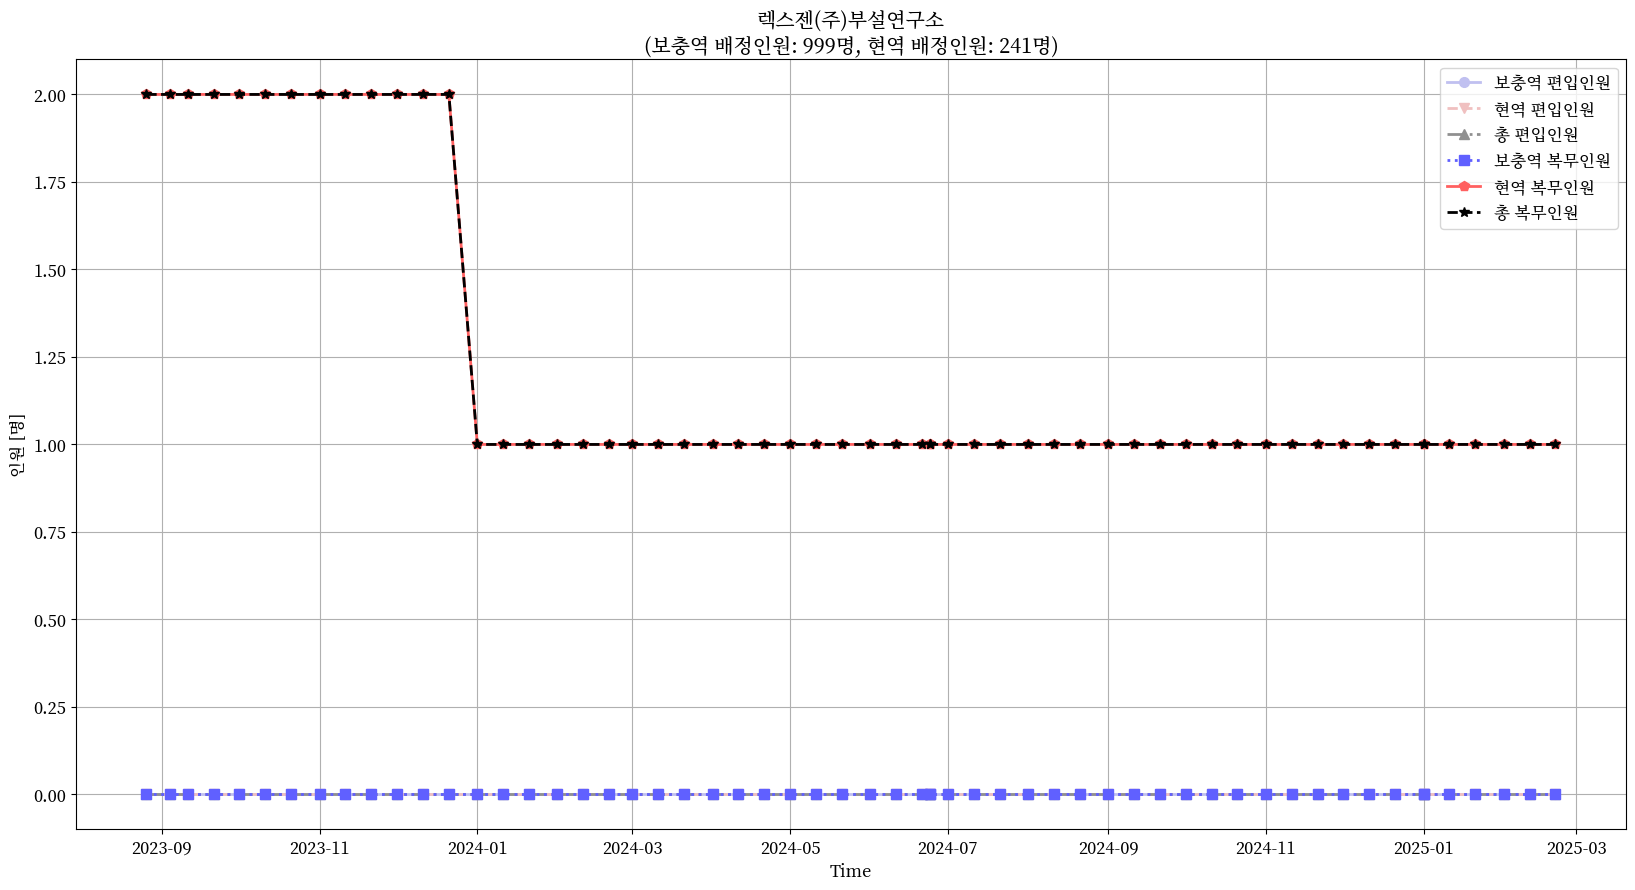 렉스젠(주)부설연구소
(보충역 배정인원: 999명, 현역 배정인원: 241명)
보충역 편입인원
현역 편입인원
총 편입인원
보충역 복무인원
현역 복무인원
총 복무인원
인원 [명]
2.00
1.75
1.50
1.25
1.00
0.75
0.50
0.25
0.00
2023-09 2023-11 2024-01 2024-03 2024-05 2024-07 2024-09 2024-11 2025-01 2025-03
Time